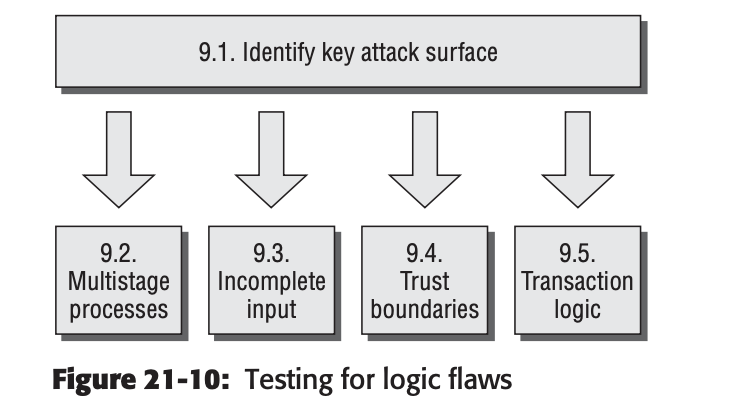 9.1. Identify key attack surface
9.2.
Multistage
processes
9.3.
Incomplete
input
9.4.
Trust
boundaries
9.5.
Transaction
logic
Figure 21-10: Testing for logic flaws